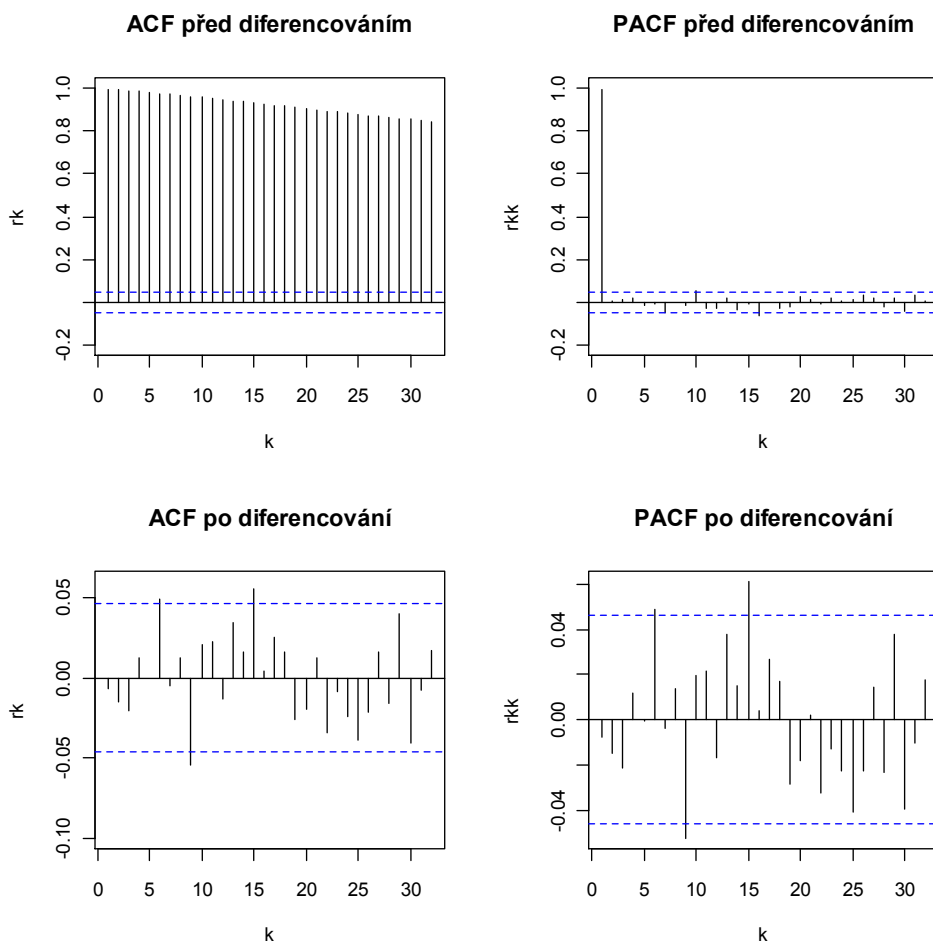 ACF před diferencováním
PACF před diferencováním
rk
1.0
0.8
0.6
0.4
0.2
-0.2
0 5 10 15 20 25 30
k
rkk
1.0
0.8
0.6
0.4
0.2
-0.2
0 5 10 15 20 25 30
k
ACF po diferencování
PACF po diferencování
rk
0.05
0.00
-0.05
-0.10
0 5 10 15 20 25 30
k
rkk
0.04
0.00
-0.04
0 5 10 15 20 25 30
k